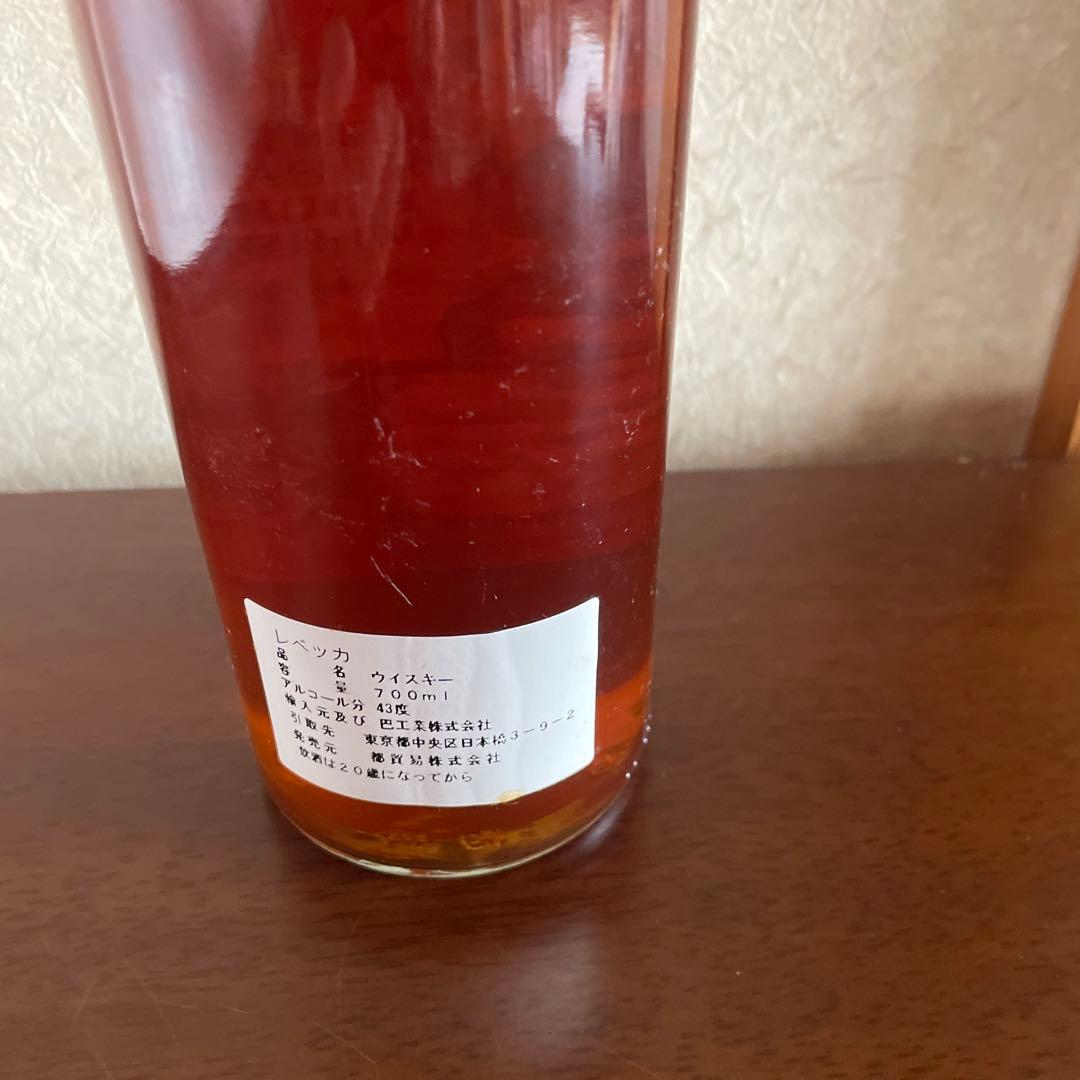 レベッカ
品名 ウイスキー
容量 700ml
アルコール分 43度
輸入元及び 巴工業株式会社
引取先 東京都中央区日本橋3-9-2
発売元 都貿易株式会社
飲酒は20歳になってから